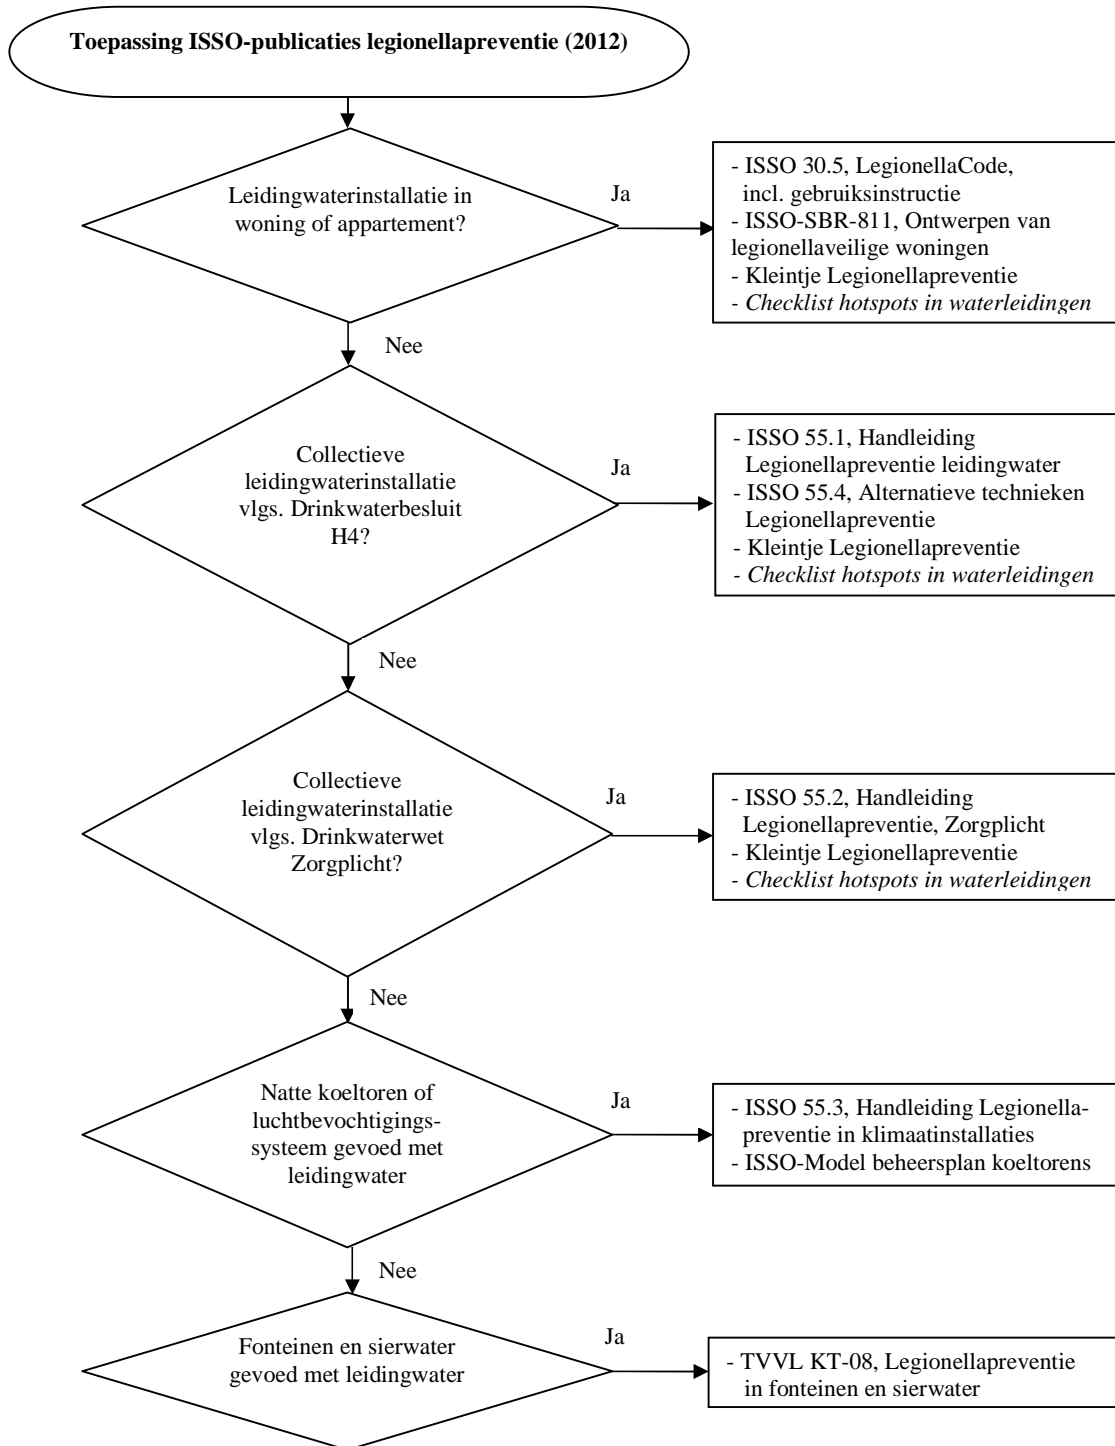 Toepassing ISSO-publicaties legionellapreventie (2012)
Leidingwaterinstallatie in
woning of appartement?
Ja
- ISSO 30.5, LegionellaCode,
incl. gebruiksinstructie
- ISSO-SBR-811, Ontwerpen van
legionellaveilige woningen
- Kleintje Legionellapreventie
- Checklist hotspots in waterleidingen
Nee
Collectieve
leidingwaterinstallatie
vlgs. Drinkwaterbesluit
H4?
Ja
- ISSO 55.1, Handleiding
Legionellapreventie leidingwater
- ISSO 55.4, Alternatieve technieken
Legionellapreventie
- Kleintje Legionellapreventie
- Checklist hotspots in waterleidingen
Nee
Collectieve
leidingwaterinstallatie
vlgs. Drinkwaterwet
Zorgplicht?
Ja
- ISSO 55.2, Handleiding
Legionellapreventie, Zorgplicht
- Kleintje Legionellapreventie
- Checklist hotspots in waterleidingen
Nee
Natte koeltoren of
luchtbevochtigings-
systeem gevoed met
leidingwater
Ja
- ISSO 55.3, Handleiding Legionella-
preventie in klimaatinstallaties
- ISSO-Model beheersplan koeltorens
Nee
Fonteinen en sierwater
gevoed met leidingwater
Ja
- TVVL KT-08, Legionellapreventie
in fonteinen en sierwater